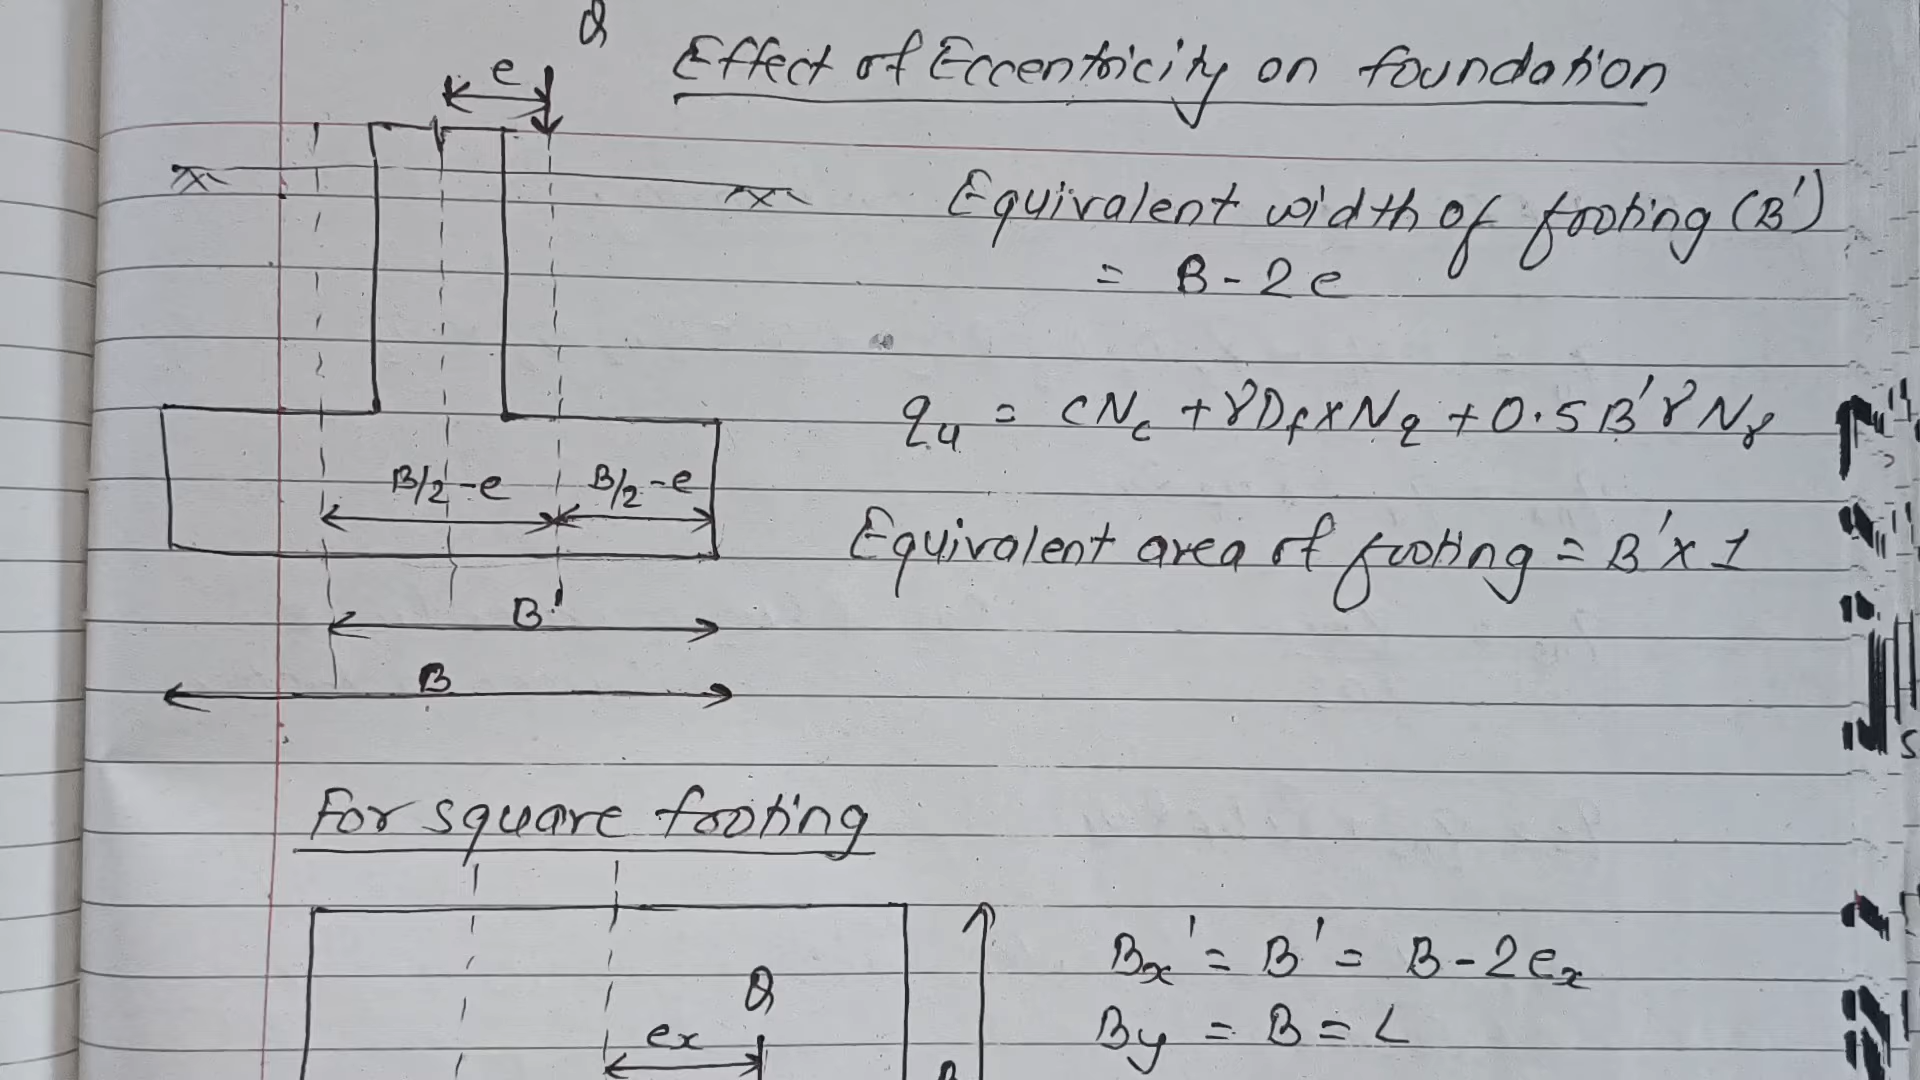 Q
e
Effect of Eccentricity on foundation
Equivalent width of footing (B')
= B - 2e
qu = cNc + γDf x Nq + 0.5 B' γ Nγ
B/2 - e
B/2 - e
Equivalent area of footing = B' x 1
B'
B
For square footing
Bx' = B' = B - 2ex
Q
By = B = L
ex